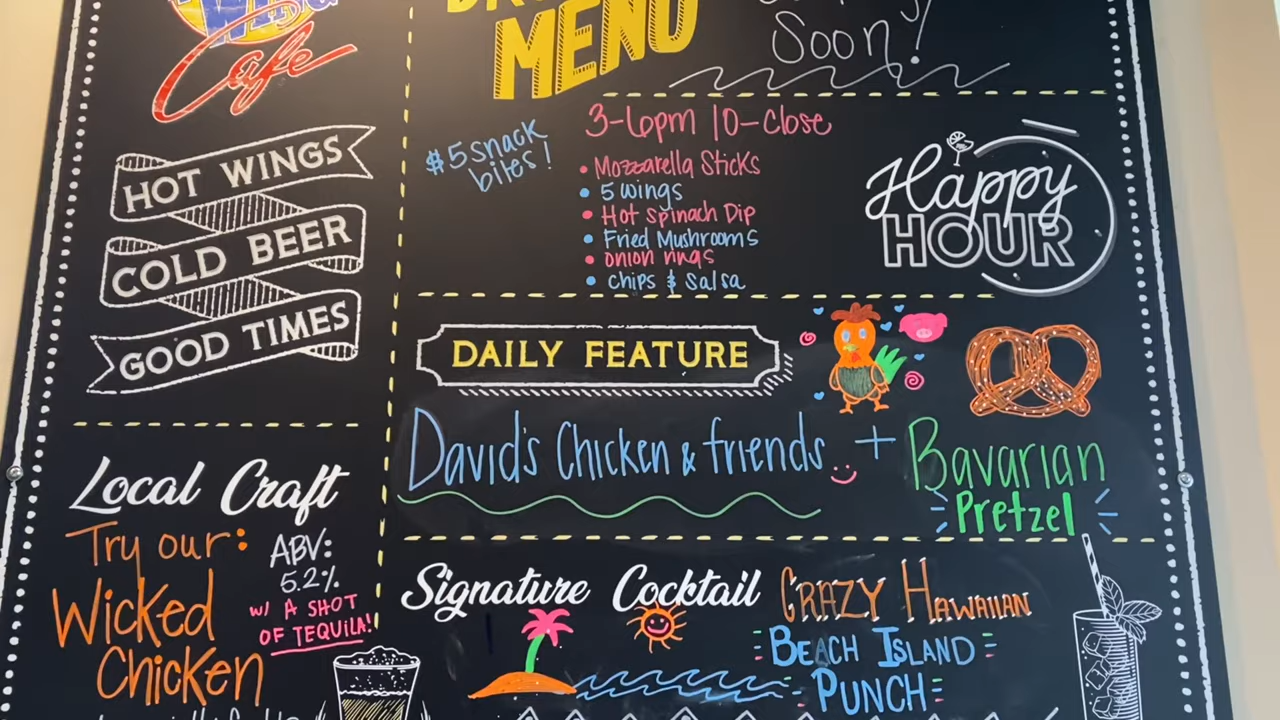 WING
Cafe
MENU
Soon!
HOT WINGS
COLD BEER
GOOD TIMES
$5 snack
bites!
3-6pm 10-Close
• Mozzarella Sticks
• 5 wings
• Hot Spinach Dip
• Fried Mushrooms
• onion rings
• chips & Salsa
Happy
HOUR
DAILY FEATURE
David's Chicken & friends + Bavarian
Pretzel
Local Craft
Try our:
Wicked
Chicken
ABV:
5.2%
W/ A SHOT
OF TEQUILA!
Signature Cocktail CRAZY HAWAIIAN
BEACH ISLAND
PUNCH